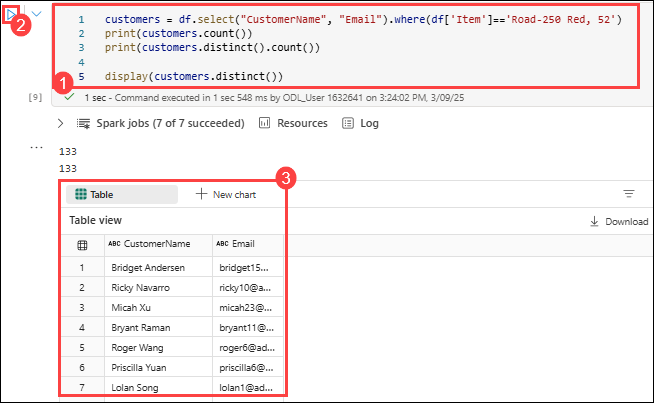 2
1 customers = df.select("CustomerName", "Email").where(df['Item']=='Road-250 Red, 52')
2 print(customers.count())
3 print(customers.distinct().count())
4
5 display(customers.distinct())
1
[9] 1 sec - Command executed in 1 sec 548 ms by ODL_User 1632641 on 3:24:02 PM, 3/09/25
Spark jobs (7 of 7 succeeded) Resources Log
...
133
133
3
Table New chart
Table view Download
ABC CustomerName ABC Email
1 Bridget Andersen bridget15...
2 Ricky Navarro ricky10@a...
3 Micah Xu micah23@...
4 Bryant Raman bryant11@...
5 Roger Wang roger6@ad...
6 Priscilla Yuan priscilla6@...
7 Lolan Song lolan1@ad...